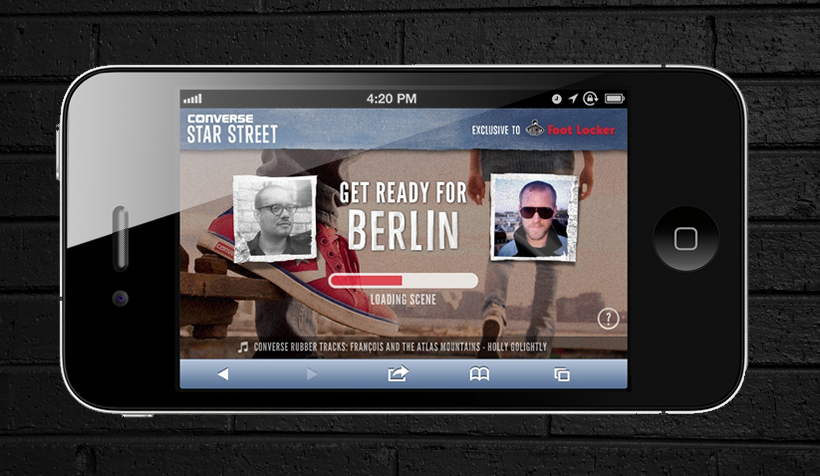 4:20 PM
CONVERSE
STAR STREET
EXCLUSIVE TO Foot Locker
GET READY FOR
BERLIN
LOADING SCENE
?
CONVERSE RUBBER TRACKS: FRANÇOIS AND THE ATLAS MOUNTAINS - HOLLY GOLIGHTLY